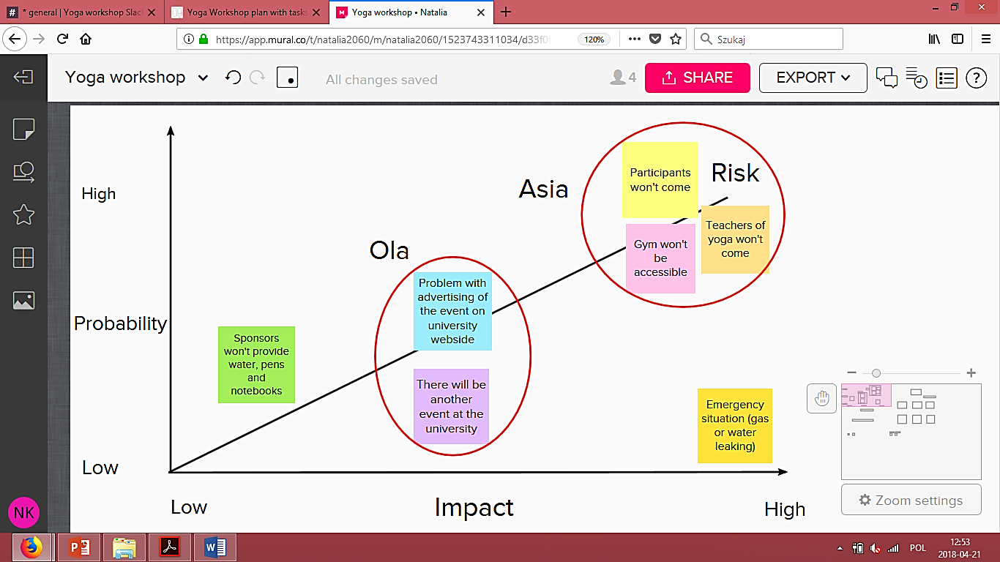 * general | Yoga workshop Slac
Yoga Workshop plan with tasks
Yoga workshop • Natalia
https://app.mural.co/t/natalia2060/m/natalia2060/1523743311034/d33f0
120%
Szukaj
Yoga workshop
All changes saved
4
SHARE
EXPORT
?
High
Probability
Low
Low
Impact
High
Asia
Risk
Participants
won't come
Teachers of
yoga won't
come
Gym won't
be
accessible
Ola
Problem with
advertising of
the event on
university
webside
There will be
another
event at the
university
Sponsors
won't provide
water, pens
and
notebooks
Emergency
situation (gas
or water
leaking)
Zoom settings
NK
POL
12:53
2018-04-21